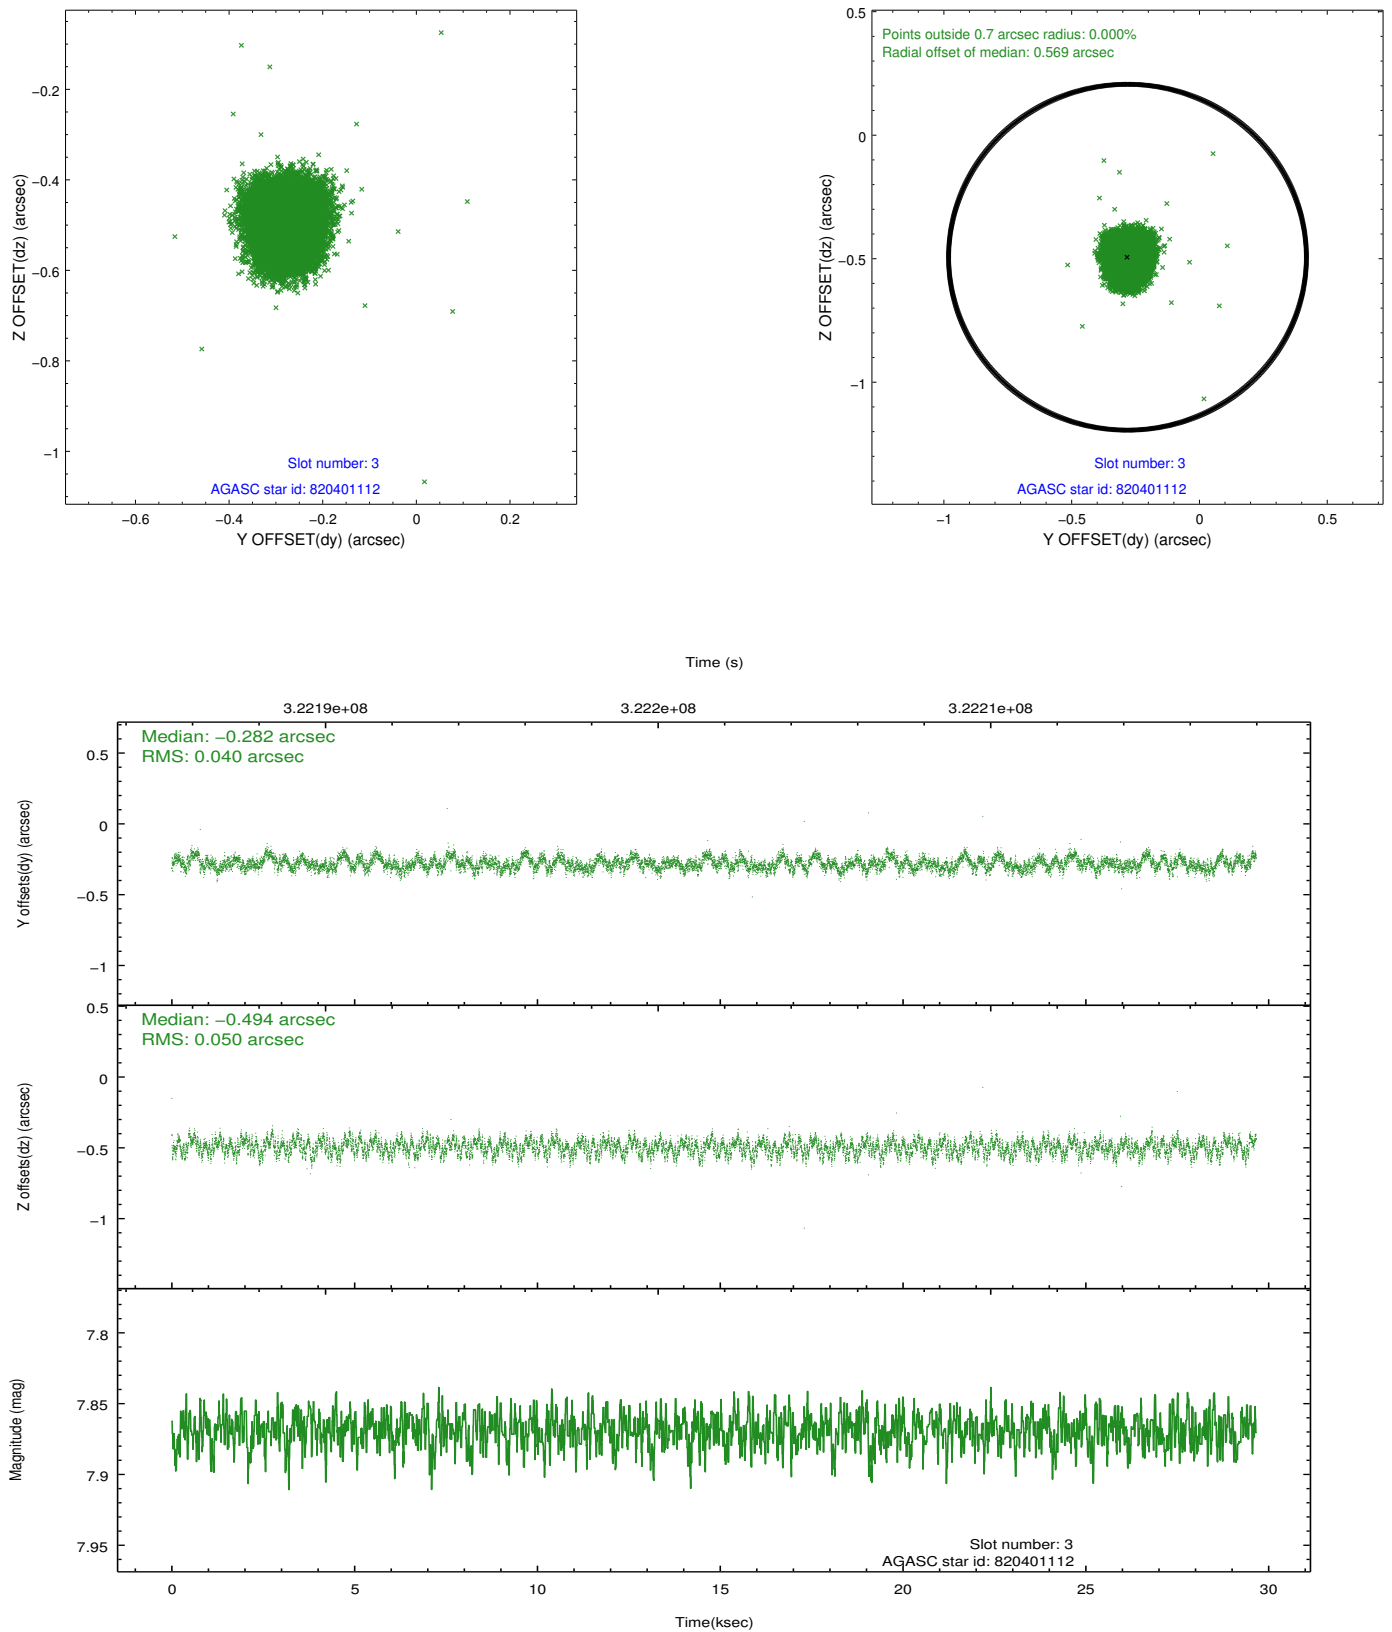 −0.2
−0.4
−0.6
−0.8
−1
Z OFFSET(dz) (arcsec)
Slot number: 3
AGASC star id: 820401112
−0.6
−0.4
−0.2
0
0.2
Y OFFSET(dy) (arcsec)
0.5
0
−0.5
−1
Z OFFSET(dz) (arcsec)
Points outside 0.7 arcsec radius: 0.000%
Radial offset of median: 0.569 arcsec
Slot number: 3
AGASC star id: 820401112
−1
−0.5
0
0.5
Y OFFSET(dy) (arcsec)
Time (s)
3.2219e+08
3.222e+08
3.2221e+08
Median: −0.282 arcsec
RMS: 0.040 arcsec
0.5
0
−0.5
−1
Y offsets(dy) (arcsec)
Median: −0.494 arcsec
RMS: 0.050 arcsec
0.5
0
−0.5
−1
Z offsets(dz) (arcsec)
7.8
7.85
7.9
7.95
Magnitude (mag)
Slot number: 3
AGASC star id: 820401112
0
5
10
15
20
25
30
Time(ksec)